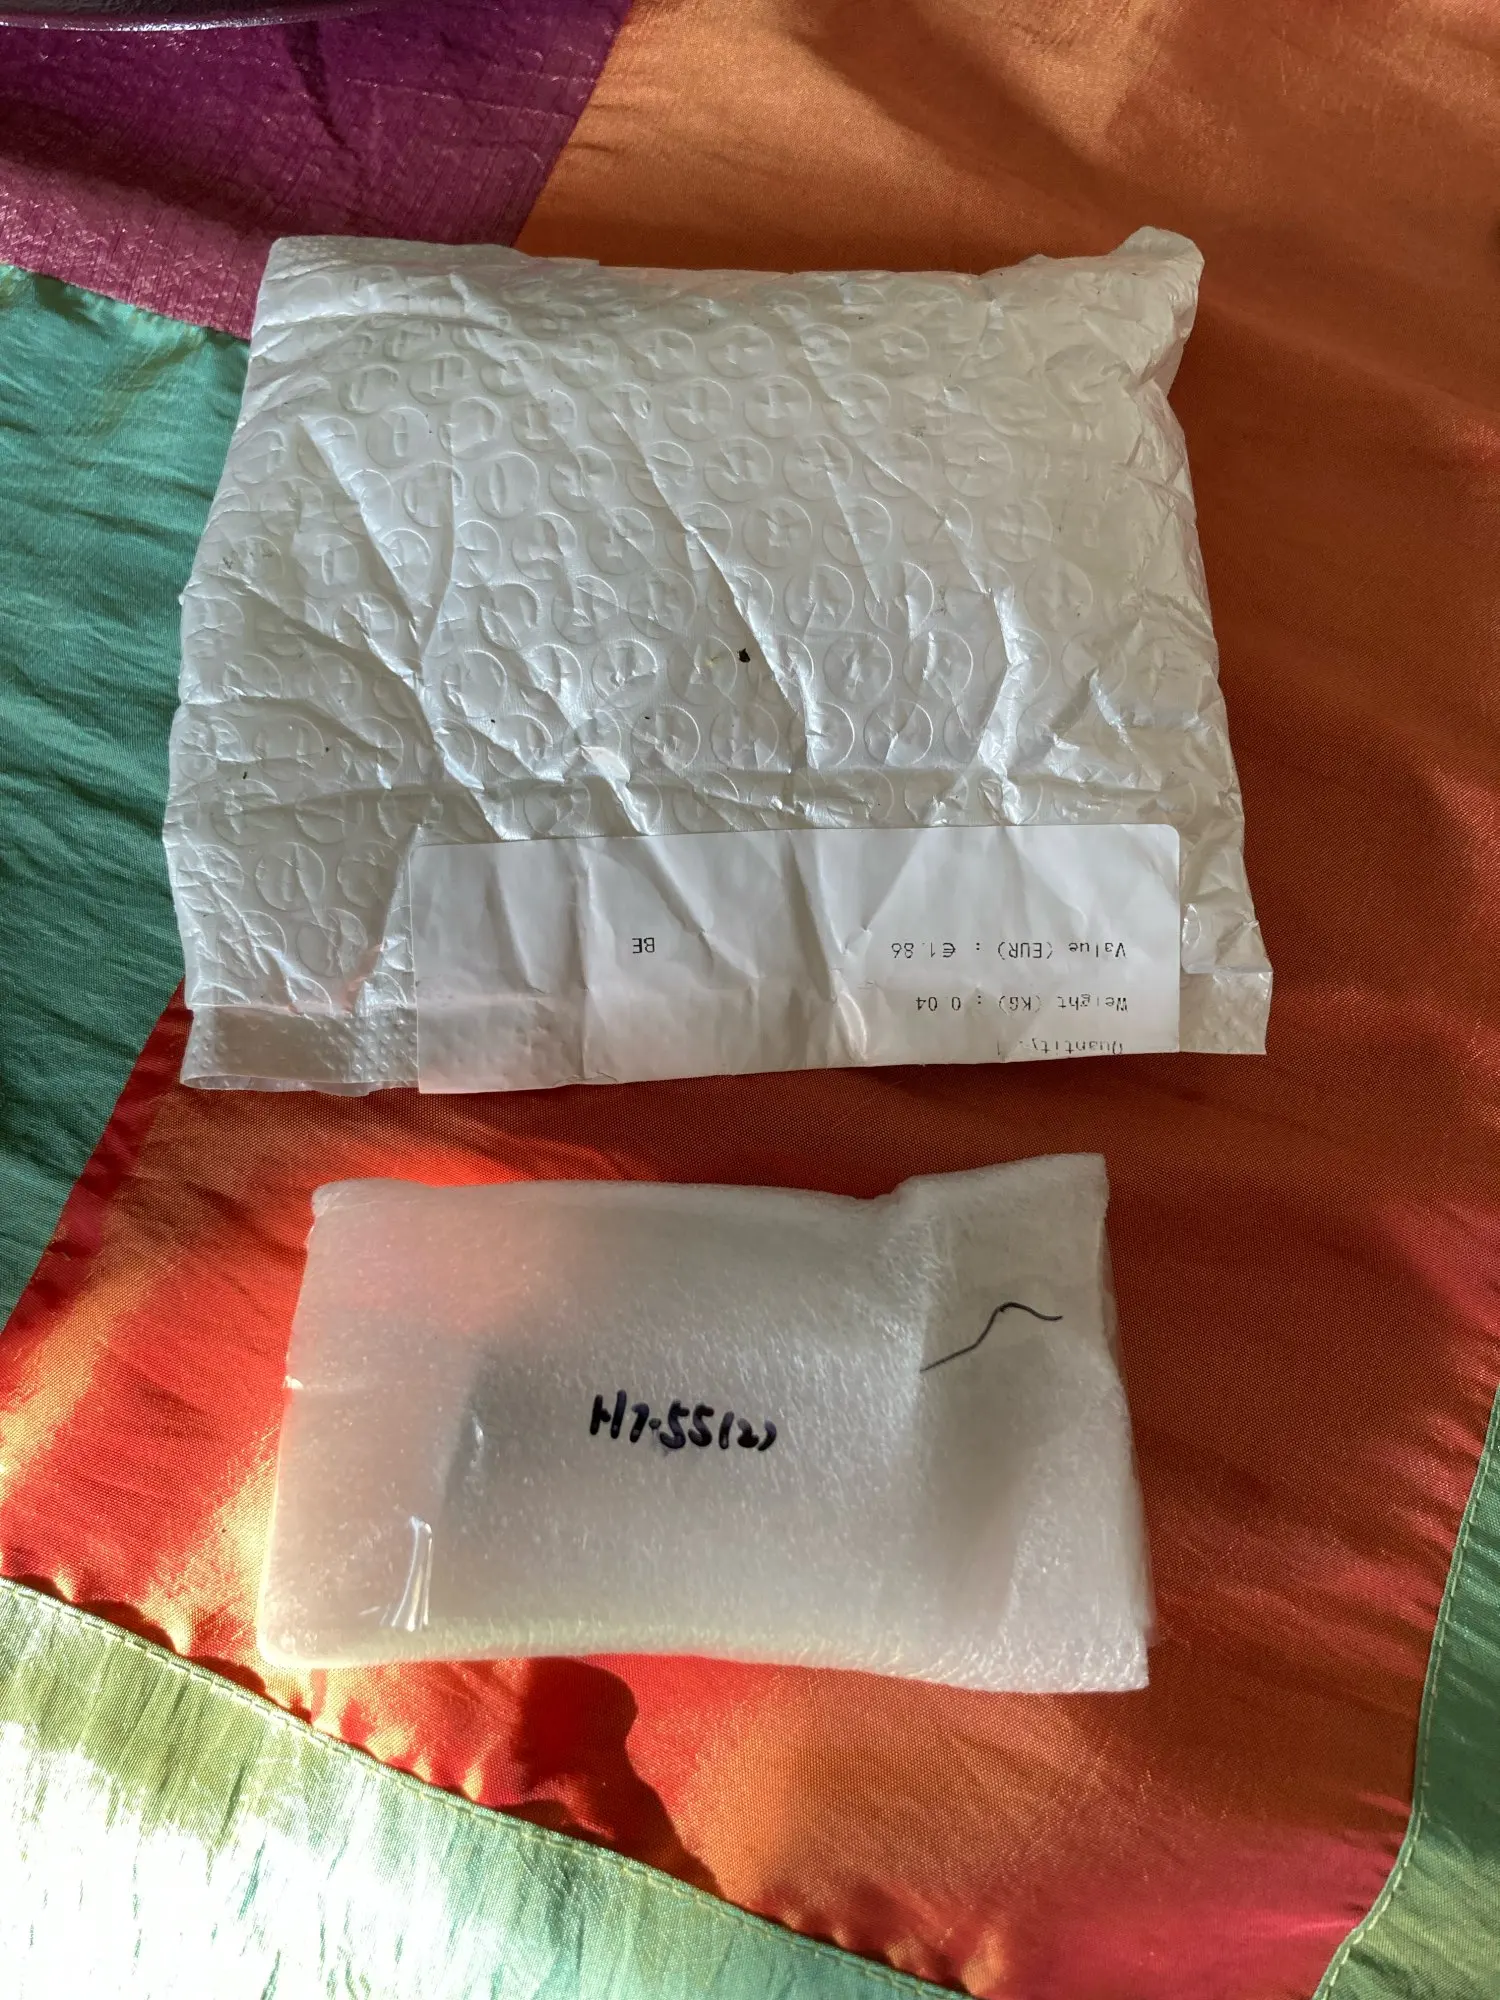 Quantity:1
Weight(KG): 0.04
Value(EUR): €1.86
BE
H7-55(2)